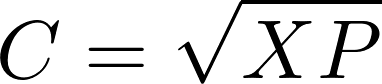 C = √XP